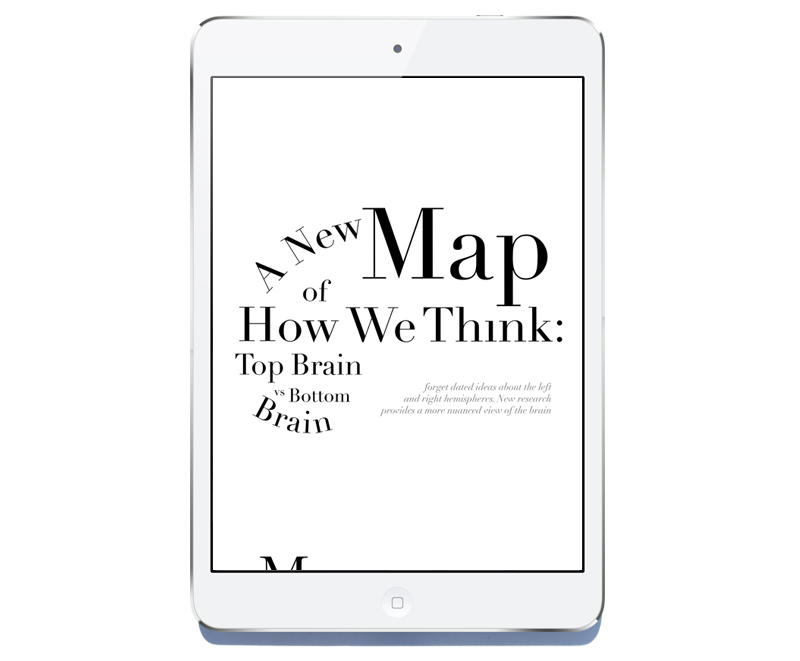 A New Map
of
How We Think:
Top Brain
vs Bottom
Brain
forget dated ideas about the left
and right hemispheres. New research
provides a more nuanced view of the brain
M